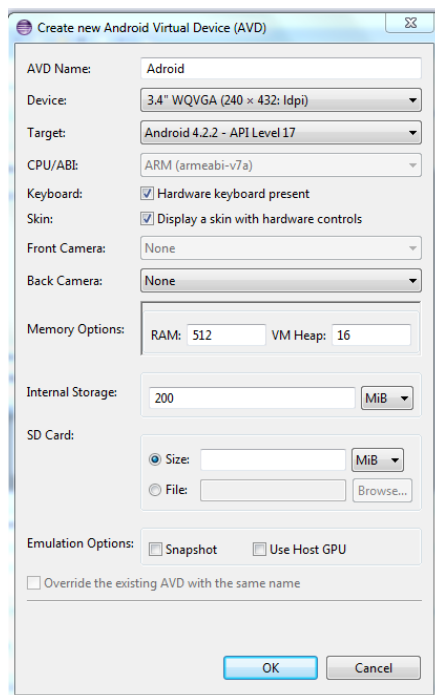 Create new Android Virtual Device (AVD)
AVD Name: Adroid
Device: 3.4" WQVGA (240 × 432: ldpi)
Target: Android 4.2.2 - API Level 17
CPU/ABI: ARM (armeabi-v7a)
Keyboard: Hardware keyboard present
Skin: Display a skin with hardware controls
Front Camera: None
Back Camera: None
Memory Options: RAM: 512 VM Heap: 16
Internal Storage: 200 MiB
SD Card:
Size: MiB
File: Browse...
Emulation Options: Snapshot Use Host GPU
Override the existing AVD with the same name
OK Cancel